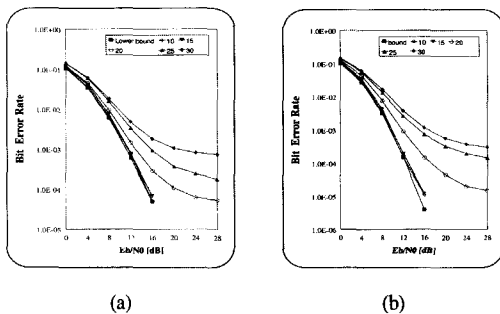 Lower bound 10 15
20 25 30
1.0E+00
1.0E-01
1.0E-02
1.0E-03
1.0E-04
1.0E-05
Bit Error Rate
0 4 8 12 16 20 24 28
Eb/N0 [dB[
(a)
bound 10 15 20
25 30
1.0E+00
1.0E-01
1.0E-02
1.0E-03
1.0E-04
1.0E-05
1.0E-06
Bit Error Rate
0 4 8 12 16 20 24 28
Eb/N0 [dB]
(b)